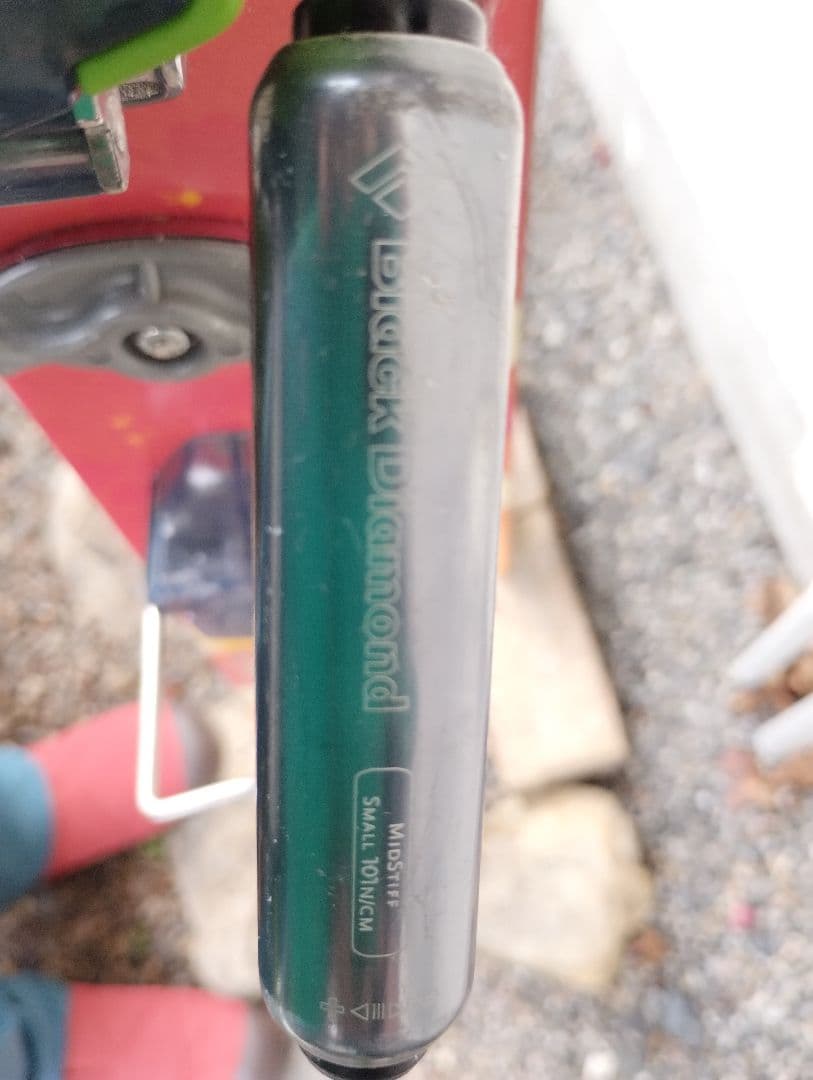 Black Diamond
MIDSTIFF
SMALL 101N/CM